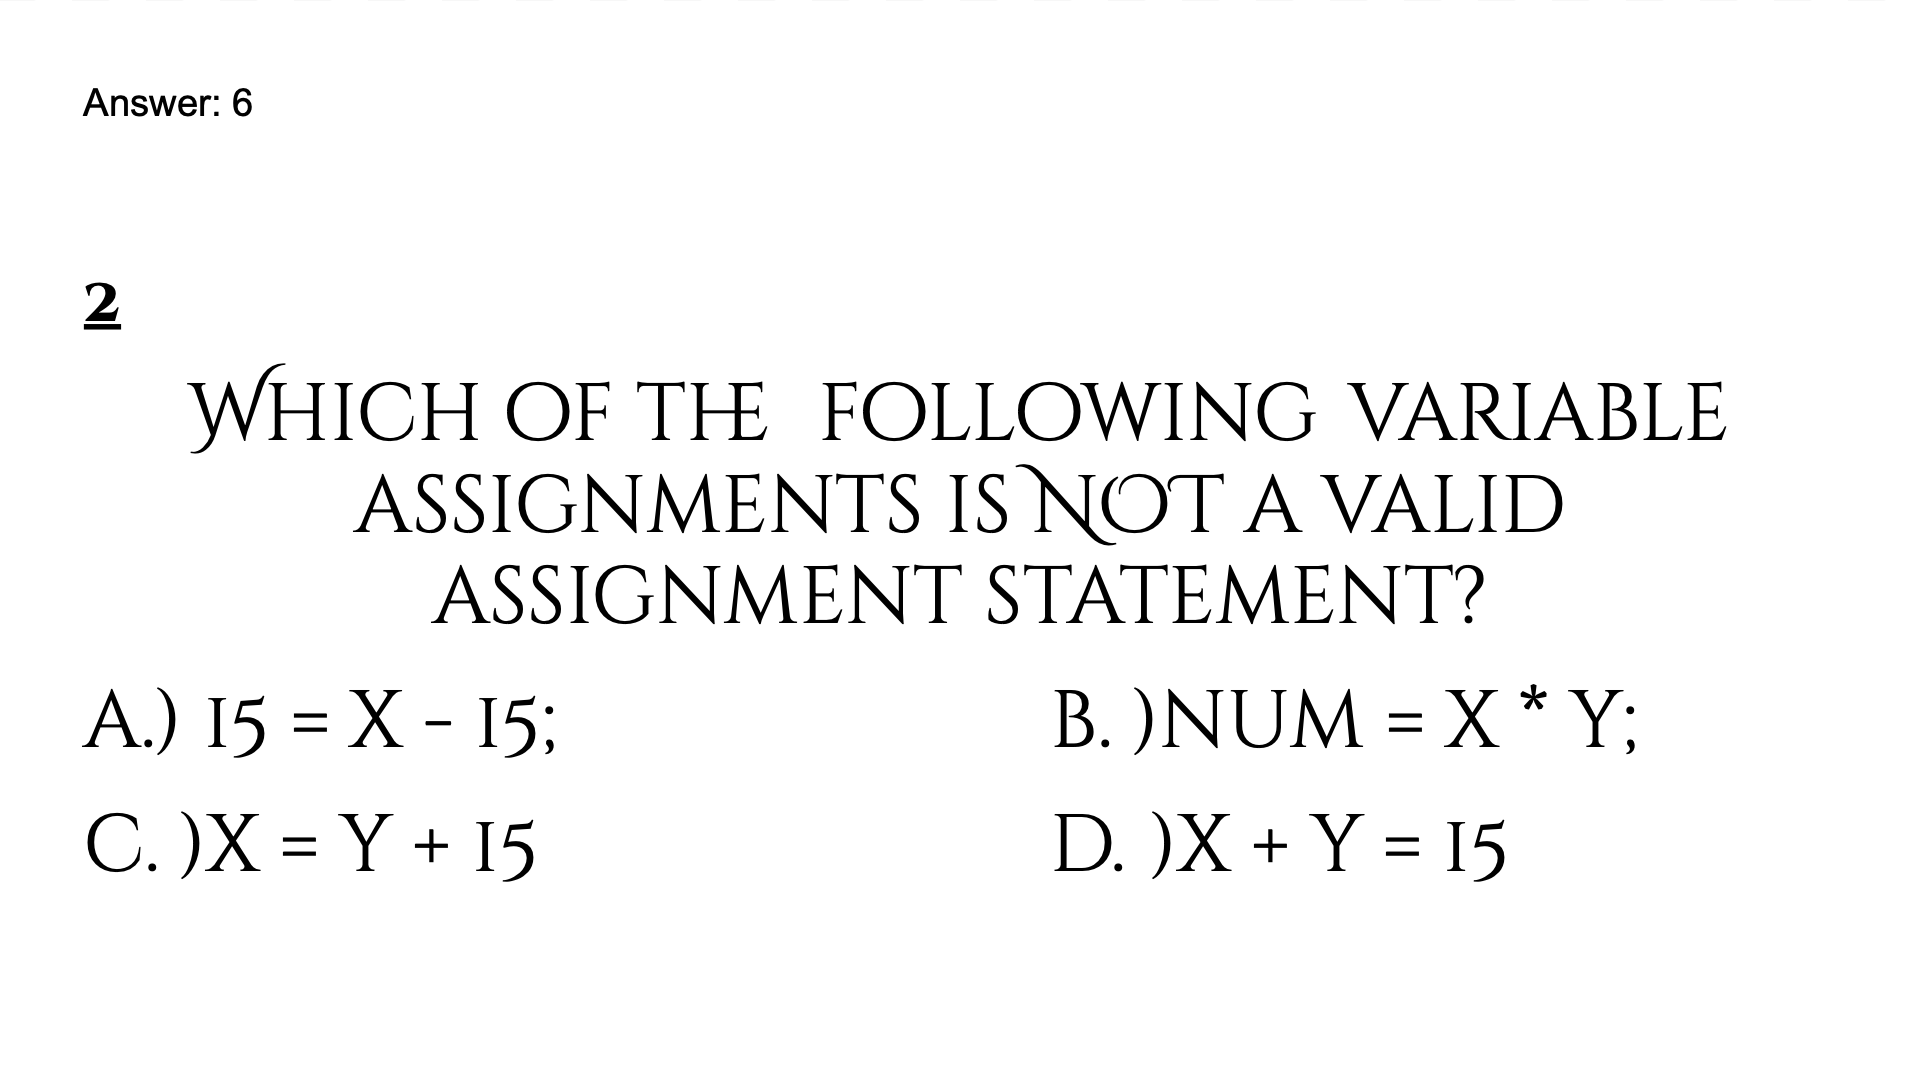 Answer: 6
2
Which of the following variable
assignments is NOT a valid
assignment statement?
A.) 15 = X - 15;
B. )NUM = X * Y;
C. )X = Y + 15
D. )X + Y = 15